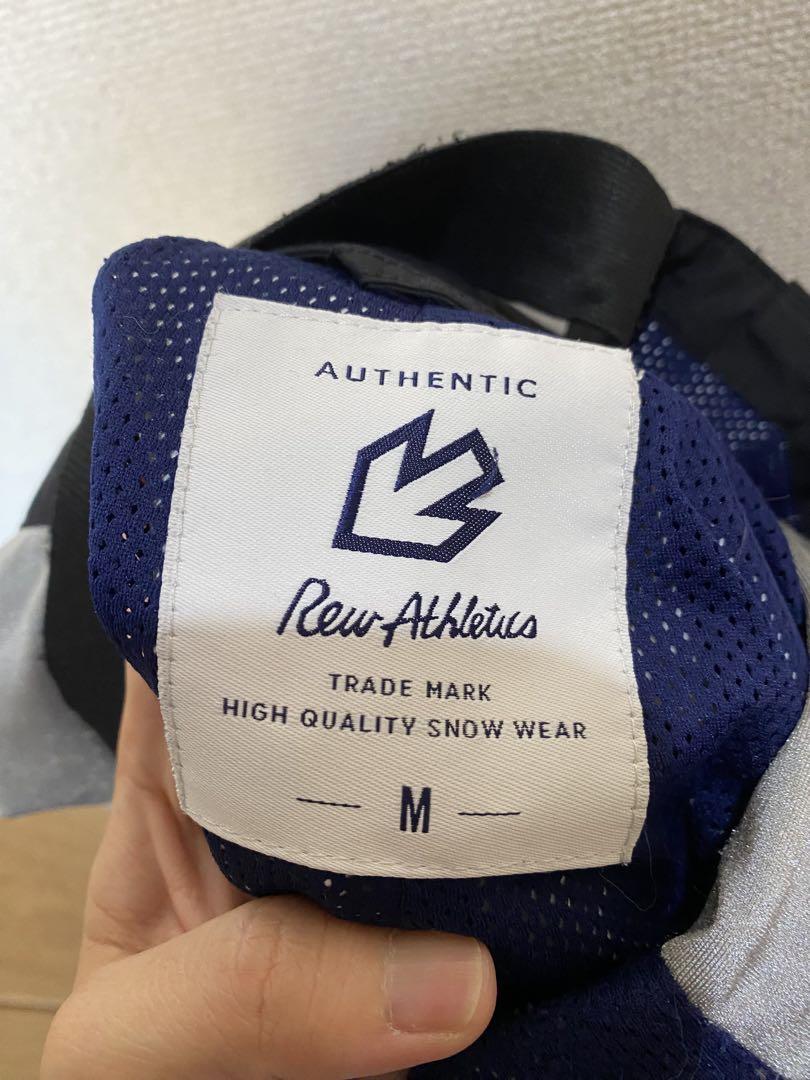 AUTHENTIC
Rew Athletics
TRADE MARK
HIGH QUALITY SNOW WEAR
M